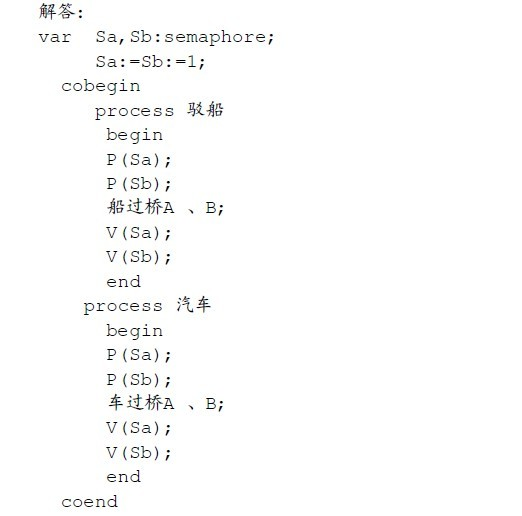 解答:
var Sa,Sb:semaphore;
Sa:=Sb:=1;
cobegin
process 驳船
begin
P(Sa);
P(Sb);
船过桥A 、B;
V(Sa);
V(Sb);
end
process 汽车
begin
P(Sa);
P(Sb);
车过桥A 、B;
V(Sa);
V(Sb);
end
coend